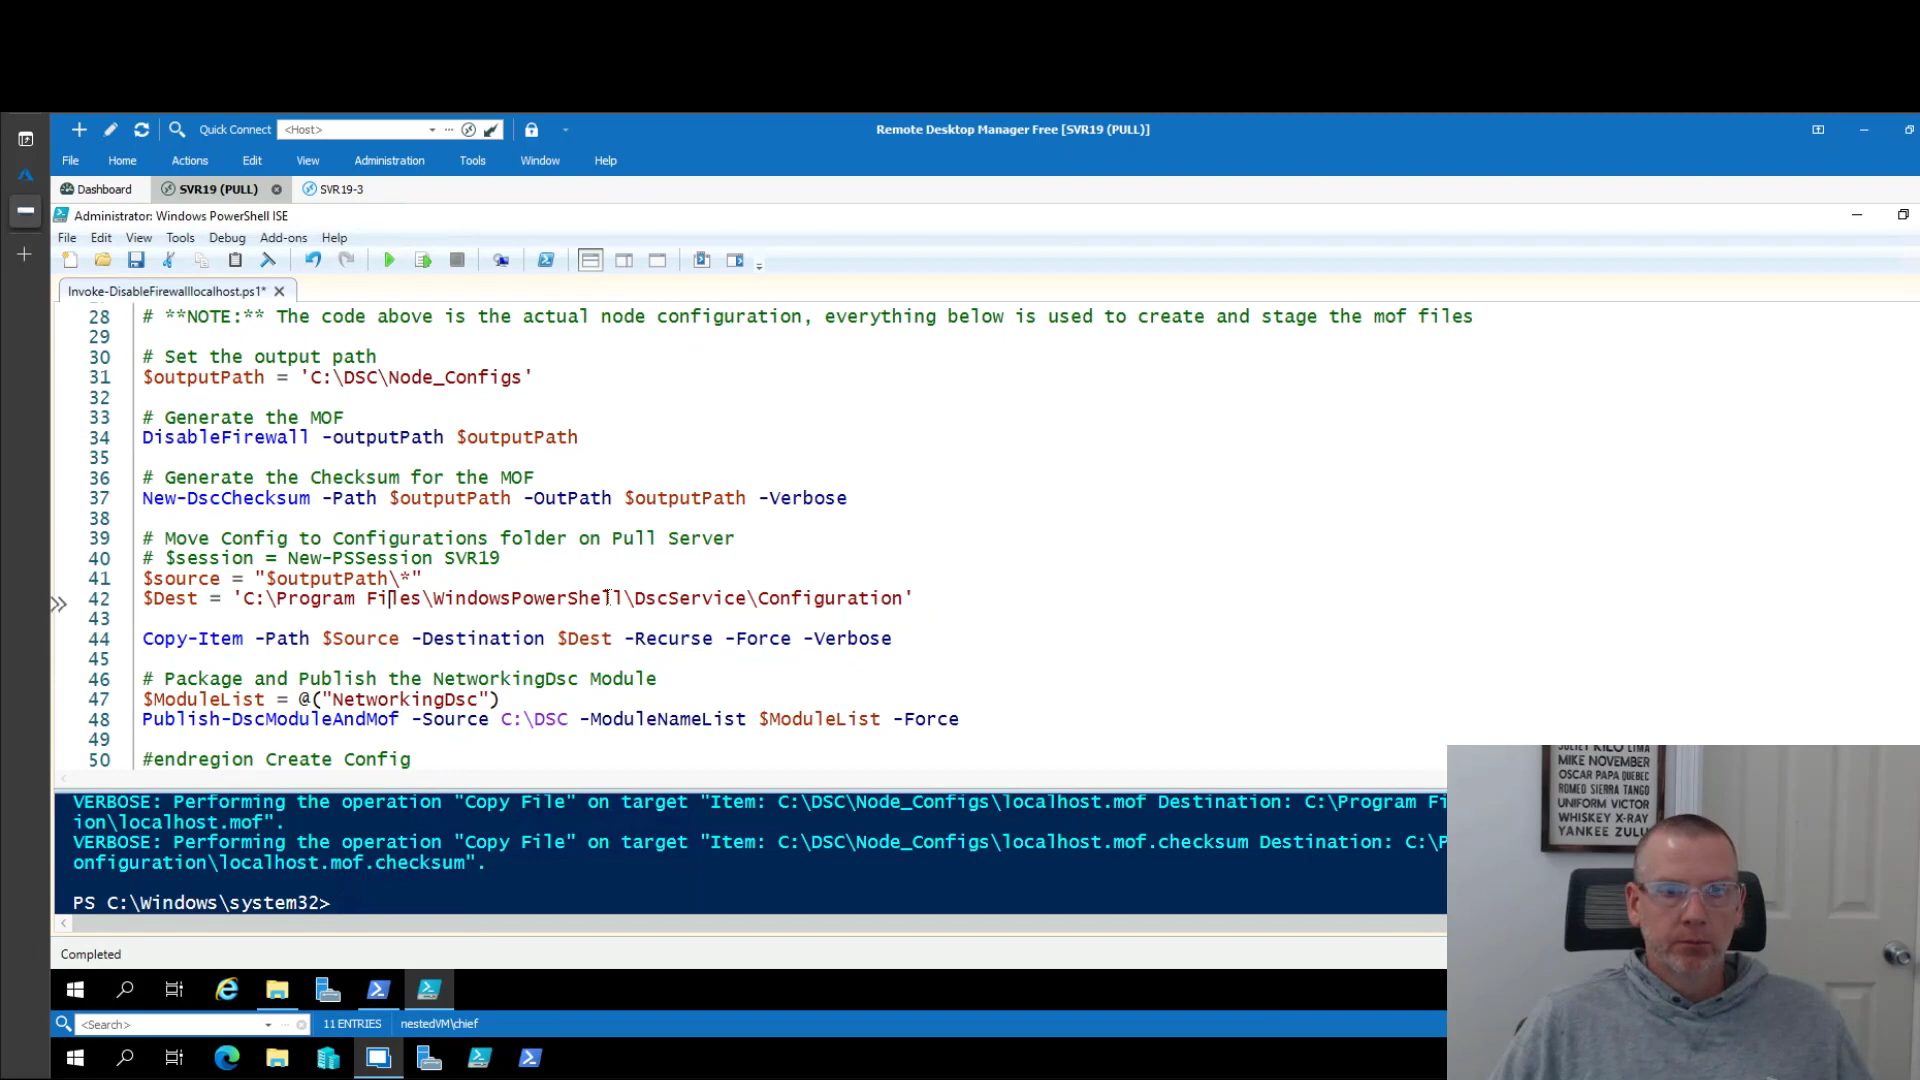 Quick Connect <Host>
Remote Desktop Manager Free [SVR19 (PULL)]
File Home Actions Edit View Administration Tools Window Help
Dashboard SVR19 (PULL) SVR19-3
Administrator: Windows PowerShell ISE
File Edit View Tools Debug Add-ons Help
Invoke-DisableFirewalllocalhost.ps1*
28 # **NOTE:** The code above is the actual node configuration, everything below is used to create and stage the mof files
29
30 # Set the output path
31 $outputPath = 'C:\DSC\Node_Configs'
32
33 # Generate the MOF
34 DisableFirewall -outputPath $outputPath
35
36 # Generate the Checksum for the MOF
37 New-DscChecksum -Path $outputPath -OutPath $outputPath -Verbose
38
39 # Move Config to Configurations folder on Pull Server
40 # $session = New-PSSession SVR19
41 $source = "$outputPath\*"
42 $Dest = 'C:\Program Files\WindowsPowerShell\DscService\Configuration'
43
44 Copy-Item -Path $Source -Destination $Dest -Recurse -Force -Verbose
45
46 # Package and Publish the NetworkingDsc Module
47 $ModuleList = @("NetworkingDsc")
48 Publish-DscModuleAndMof -Source C:\DSC -ModuleNameList $ModuleList -Force
49
50 #endregion Create Config
VERBOSE: Performing the operation "Copy File" on target "Item: C:\DSC\Node_Configs\localhost.mof Destination: C:\Program Fi
ion\localhost.mof".
VERBOSE: Performing the operation "Copy File" on target "Item: C:\DSC\Node_Configs\localhost.mof.checksum Destination: C:\P
onfiguration\localhost.mof.checksum".
PS C:\Windows\system32>
Completed
<Search> 11 ENTRIES nestedVM\chief
JULIET KILO LIMA
MIKE NOVEMBER
OSCAR PAPA QUEBEC
ROMEO SIERRA TANGO
UNIFORM VICTOR
WHISKEY X-RAY
YANKEE ZULU